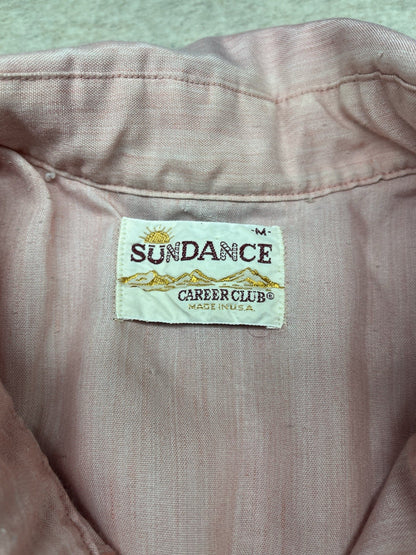 -M-
SUNDANCE
CAREER CLUB®
MADE IN U.S.A.